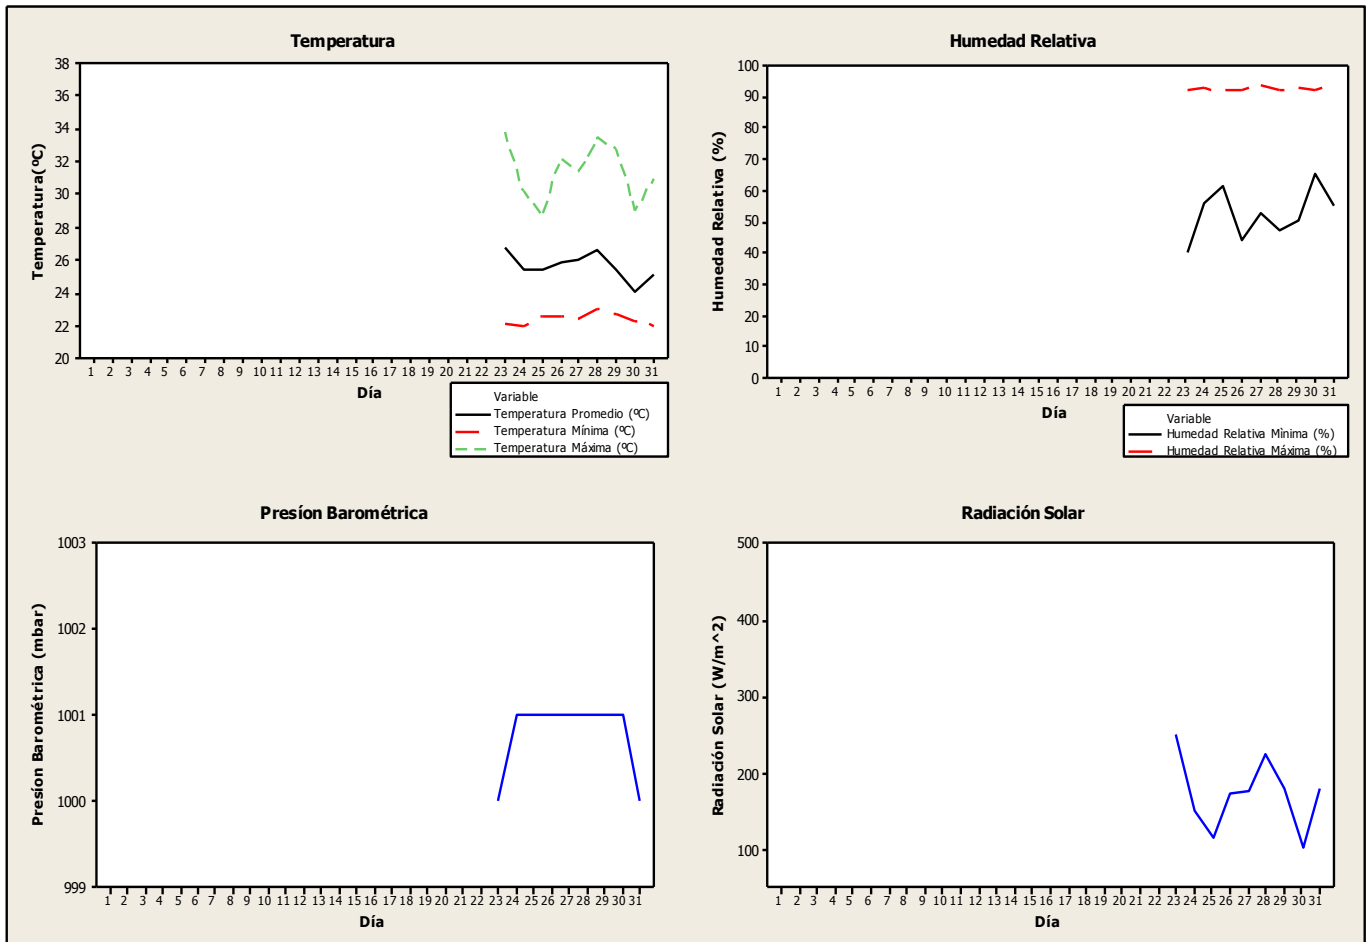 Temperatura
38
36
34
32
30
28
26
24
22
20
Temperatura(ºC)
1 2 3 4 5 6 7 8 9 10 11 12 13 14 15 16 17 18 19 20 21 22 23 24 25 26 27 28 29 30 31
Día
Variable
Temperatura Promedio (ºC)
Temperatura Mínima (ºC)
Temperatura Máxima (ºC)
Humedad Relativa
100
90
80
70
60
50
40
30
20
10
0
Humedad Relativa (%)
1 2 3 4 5 6 7 8 9 10 11 12 13 14 15 16 17 18 19 20 21 22 23 24 25 26 27 28 29 30 31
Día
Variable
Humedad Relativa Mìnima (%)
Humedad Relativa Máxima (%)
Presíon Barométrica
1003
1002
1001
1000
999
Presíon Barométrica (mbar)
1 2 3 4 5 6 7 8 9 10 11 12 13 14 15 16 17 18 19 20 21 22 23 24 25 26 27 28 29 30 31
Día
Radiación Solar
500
400
300
200
100
Radiación Solar (W/m^2)
1 2 3 4 5 6 7 8 9 10 11 12 13 14 15 16 17 18 19 20 21 22 23 24 25 26 27 28 29 30 31
Día